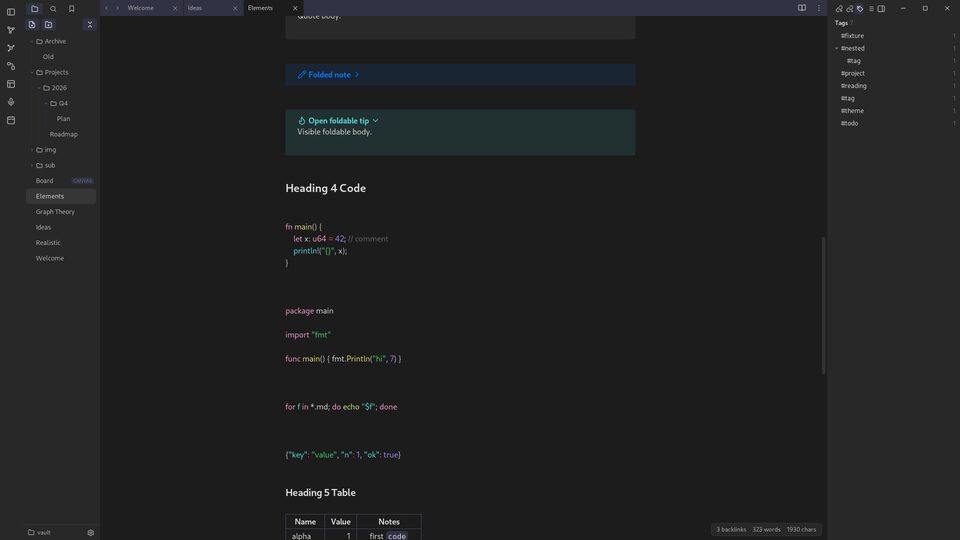 Welcome
Ideas
Elements
Archive
Old
Projects
2026
Q4
Plan
Roadmap
img
sub
Board CANVAS
Elements
Graph Theory
Ideas
Realistic
Welcome
vault
Quote body.
Folded note
Open foldable tip
Visible foldable body.
Heading 4 Code
fn main() {
let x: u64 = 42; // comment
println!("{}", x);
}
package main
import "fmt"
func main() { fmt.Println("hi", 7) }
for f in *.md; do echo "$f"; done
{"key": "value", "n": 1, "ok": true}
Heading 5 Table
Name Value Notes
alpha 1 first code
3 backlinks 323 words 1930 chars
Tags 7
#fixture 1
#nested 1
#tag 1
#project 1
#reading 1
#tag 1
#theme 1
#todo 1